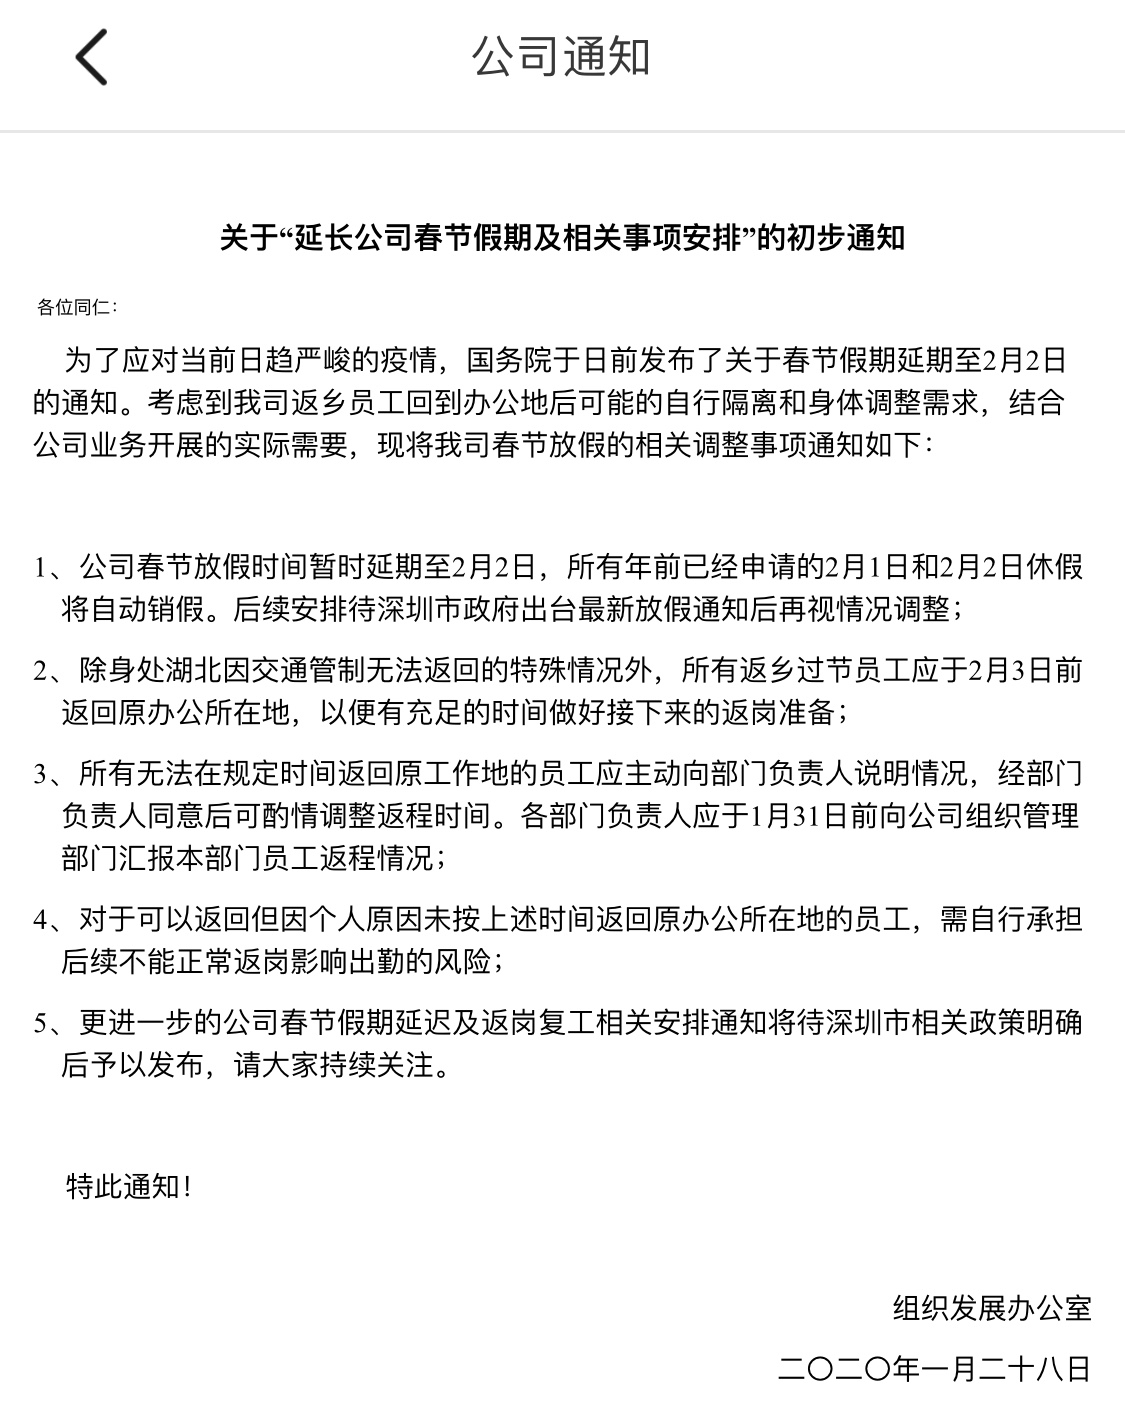 公司通知
关于“延长公司春节假期及相关事项安排”的初步通知
各位同仁：
为了应对当前日趋严峻的疫情，国务院于日前发布了关于春节假期延期至2月2日
的通知。考虑到我司返乡员工回到办公地后可能的自行隔离和身体调整需求，结合
公司业务开展的实际需要，现将我司春节放假的相关调整事项通知如下：
1、公司春节放假时间暂时延期至2月2日，所有年前已经申请的2月1日和2月2日休假
将自动销假。后续安排待深圳市政府出台最新放假通知后再视情况调整；
2、除身处湖北因交通管制无法返回的特殊情况外，所有返乡过节员工应于2月3日前
返回原办公所在地，以便有充足的时间做好接下来的返岗准备；
3、所有无法在规定时间返回原工作地的员工应主动向部门负责人说明情况，经部门
负责人同意后可酌情调整返程时间。各部门负责人应于1月31日前向公司组织管理
部门汇报本部门员工返程情况；
4、对于可以返回但因个人原因未按上述时间返回原办公所在地的员工，需自行承担
后续不能正常返岗影响出勤的风险；
5、更进一步的公司春节假期延迟及返岗复工相关安排通知将待深圳市相关政策明确
后予以发布，请大家持续关注。
特此通知！
组织发展办公室
二〇二〇年一月二十八日